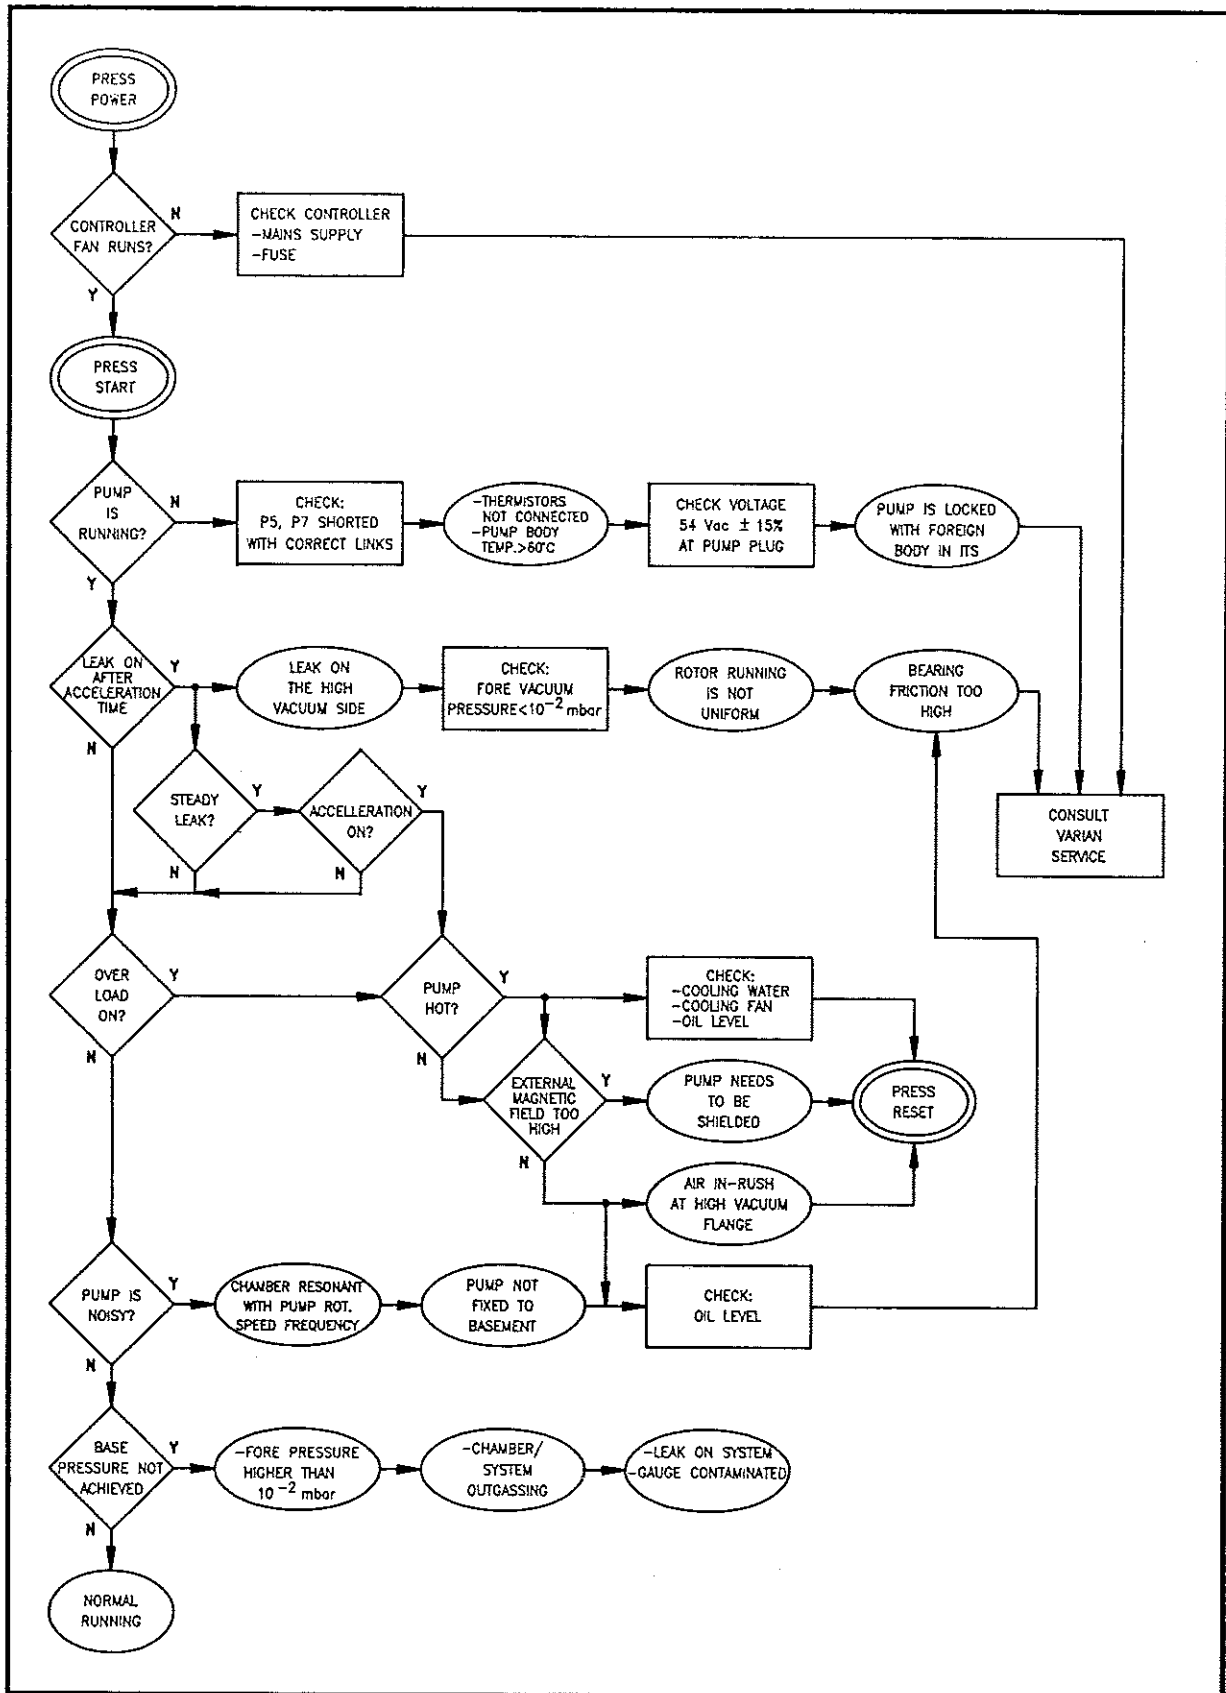 PRESS
POWER
CONTROLLER
FAN RUNS?
N
Y
CHECK CONTROLLER
-MAINS SUPPLY
-FUSE
PRESS
START
PUMP
IS
RUNNING?
N
Y
CHECK:
P5, P7 SHORTED
WITH CORRECT LINKS
-THERMISTORS
NOT CONNECTED
-PUMP BODY
TEMP.>60°C
CHECK VOLTAGE
54 Vac ± 15%
AT PUMP PLUG
PUMP IS LOCKED
WITH FOREIGN
BODY IN ITS
LEAK ON
AFTER
ACCELERATION
TIME
Y
N
LEAK ON
THE HIGH
VACUUM SIDE
CHECK:
FORE VACUUM
PRESSURE<10⁻² mbar
ROTOR RUNNING
IS NOT
UNIFORM
BEARING
FRICTION TOO
HIGH
STEADY
LEAK?
Y
N
ACCELLERATION
ON?
Y
N
CONSULT
VARIAN
SERVICE
OVER
LOAD
ON?
Y
N
PUMP
HOT?
Y
N
CHECK:
-COOLING WATER
-COOLING FAN
-OIL LEVEL
EXTERNAL
MAGNETIC
FIELD TOO
HIGH
Y
N
PUMP NEEDS
TO BE
SHIELDED
PRESS
RESET
AIR IN-RUSH
AT HIGH VACUUM
FLANGE
PUMP IS
NOISY?
Y
N
CHAMBER RESONANT
WITH PUMP ROT.
SPEED FREQUENCY
PUMP NOT
FIXED TO
BASEMENT
CHECK:
OIL LEVEL
BASE
PRESSURE NOT
ACHIEVED
Y
N
-FORE PRESSURE
HIGHER THAN
10⁻² mbar
-CHAMBER/
SYSTEM
OUTGASSING
-LEAK ON SYSTEM
-GAUGE CONTAMINATED
NORMAL
RUNNING